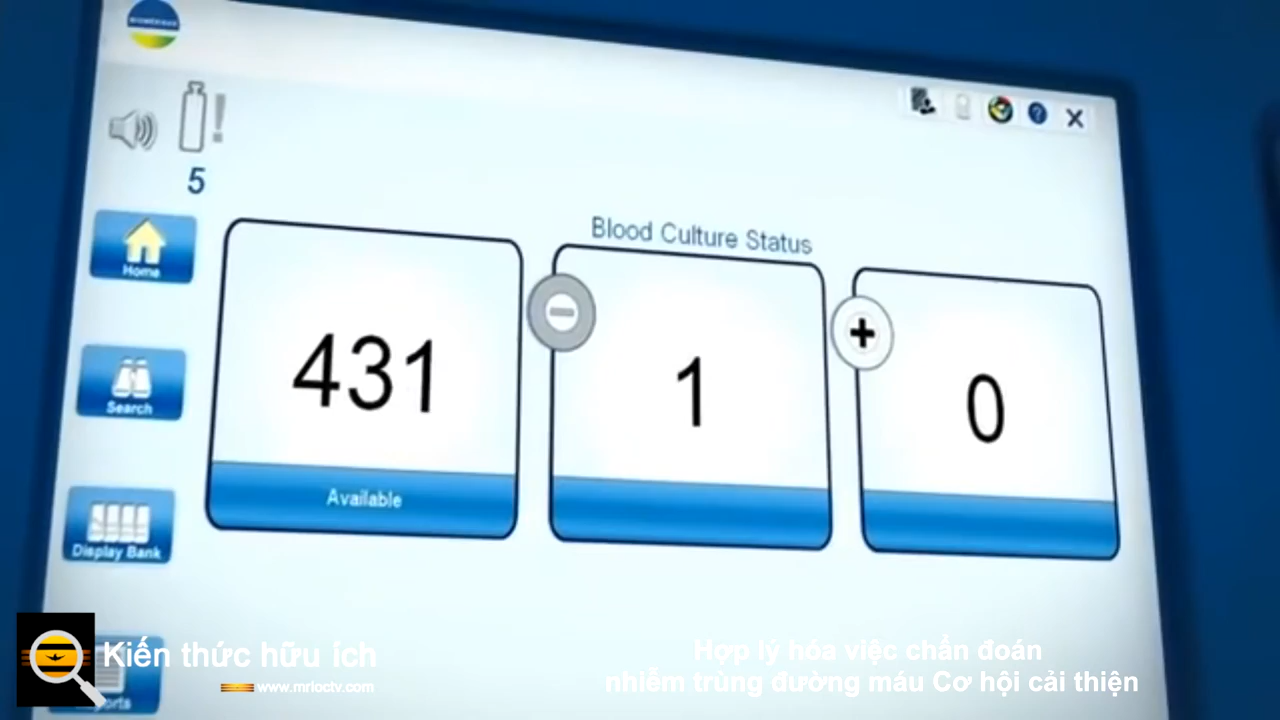 BIOMÉRIEUX
5
Blood Culture Status
Home
431
1
0
Search
Available
Display Bank
Kiến thức hữu ích
www.mrloctv.com
Hợp lý hóa việc chẩn đoán
nhiễm trùng đường máu Cơ hội cải thiện